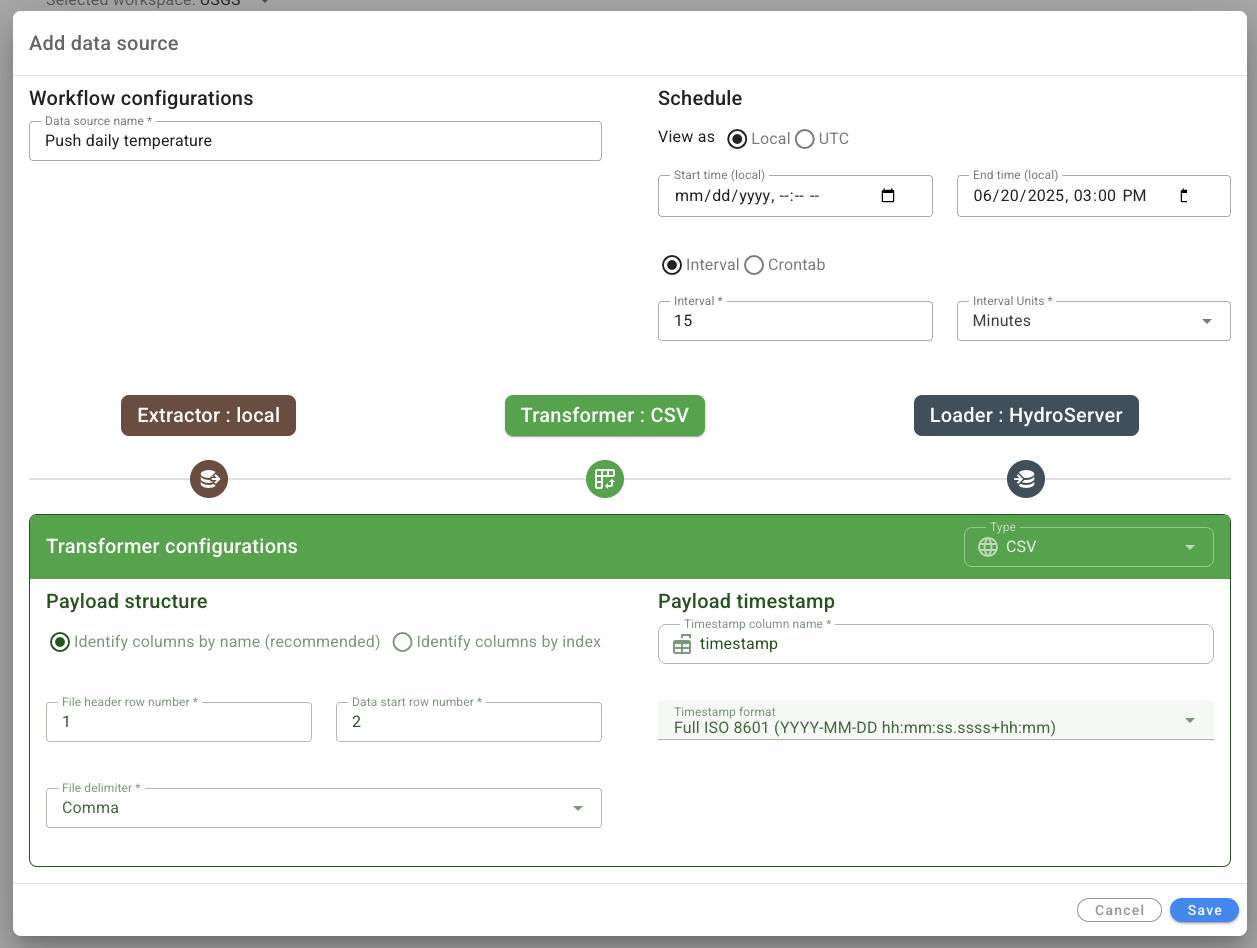 Selected workspace: USGS
Add data source
Workflow configurations
Data source name *
Push daily temperature
Schedule
View as Local UTC
Start time (local)
mm/dd/yyyy, --:-- --
End time (local)
06/20/2025, 03:00 PM
Interval Crontab
Interval *
15
Interval Units *
Minutes
Extractor : local
Transformer : CSV
Loader : HydroServer
Transformer configurations
Type
CSV
Payload structure
Identify columns by name (recommended) Identify columns by index
File header row number *
1
Data start row number *
2
File delimiter *
Comma
Payload timestamp
Timestamp column name *
timestamp
Timestamp format
Full ISO 8601 (YYYY-MM-DD hh:mm:ss.ssss+hh:mm)
Cancel
Save